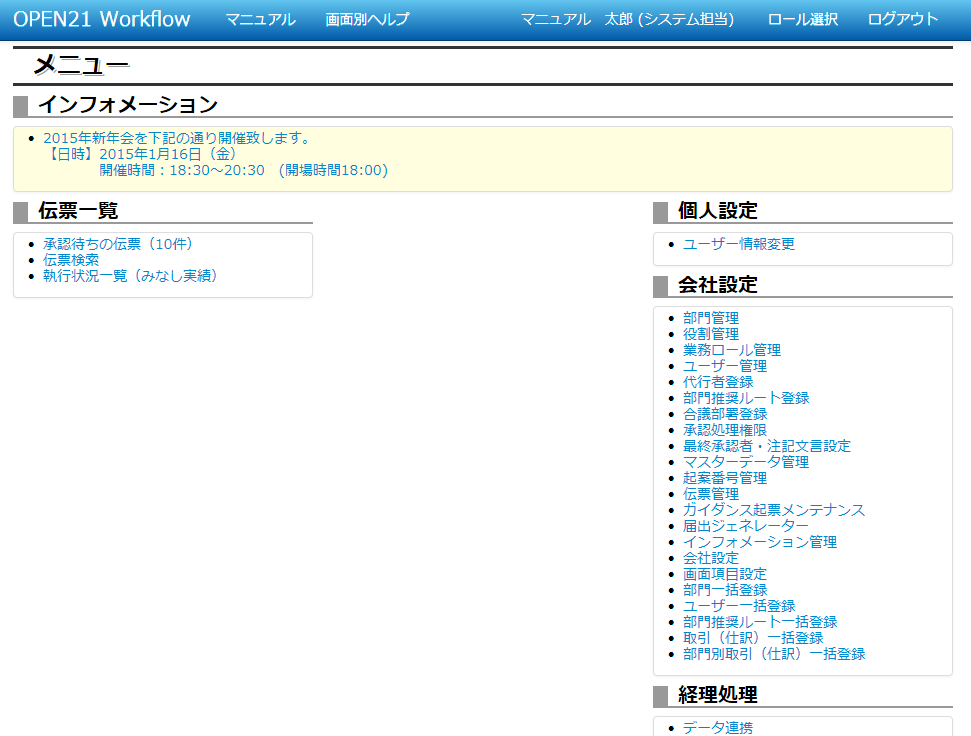 OPEN21 Workflow マニュアル 画面別ヘルプ マニュアル 太郎 (システム担当) ロール選択 ログアウト
メニュー
インフォメーション
2015年新年会を下記の通り開催致します。
【日時】2015年1月16日（金）
開催時間：18:30～20:30 (開場時間18:00)
伝票一覧
承認待ちの伝票（10件）
伝票検索
執行状況一覧（みなし実績）
個人設定
ユーザー情報変更
会社設定
部門管理
役割管理
業務ロール管理
ユーザー管理
代行者登録
部門推奨ルート登録
合議部署登録
承認処理権限
最終承認者・注記文言設定
マスターデータ管理
起案番号管理
伝票管理
ガイダンス起票メンテナンス
届出ジェネレーター
インフォメーション管理
会社設定
画面項目設定
部門一括登録
ユーザー一括登録
部門推奨ルート一括登録
取引（仕訳）一括登録
部門別取引（仕訳）一括登録
経理処理
データ連携